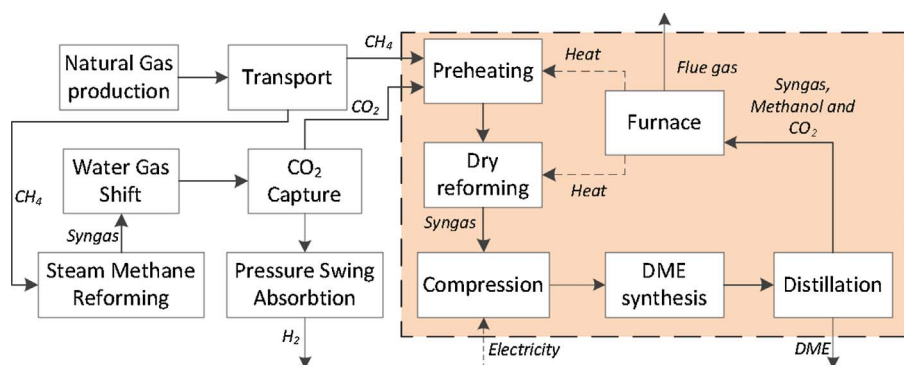 Natural Gas
production
Transport
CH4
CO2
CH4
Water Gas
Shift
CO2
Capture
Syngas
Steam Methane
Reforming
Pressure Swing
Absorbtion
H2
Preheating
Heat
Flue gas
Syngas,
Methanol and
CO2
Furnace
Dry
reforming
Heat
Syngas
Compression
DME
synthesis
Distillation
Electricity
DME